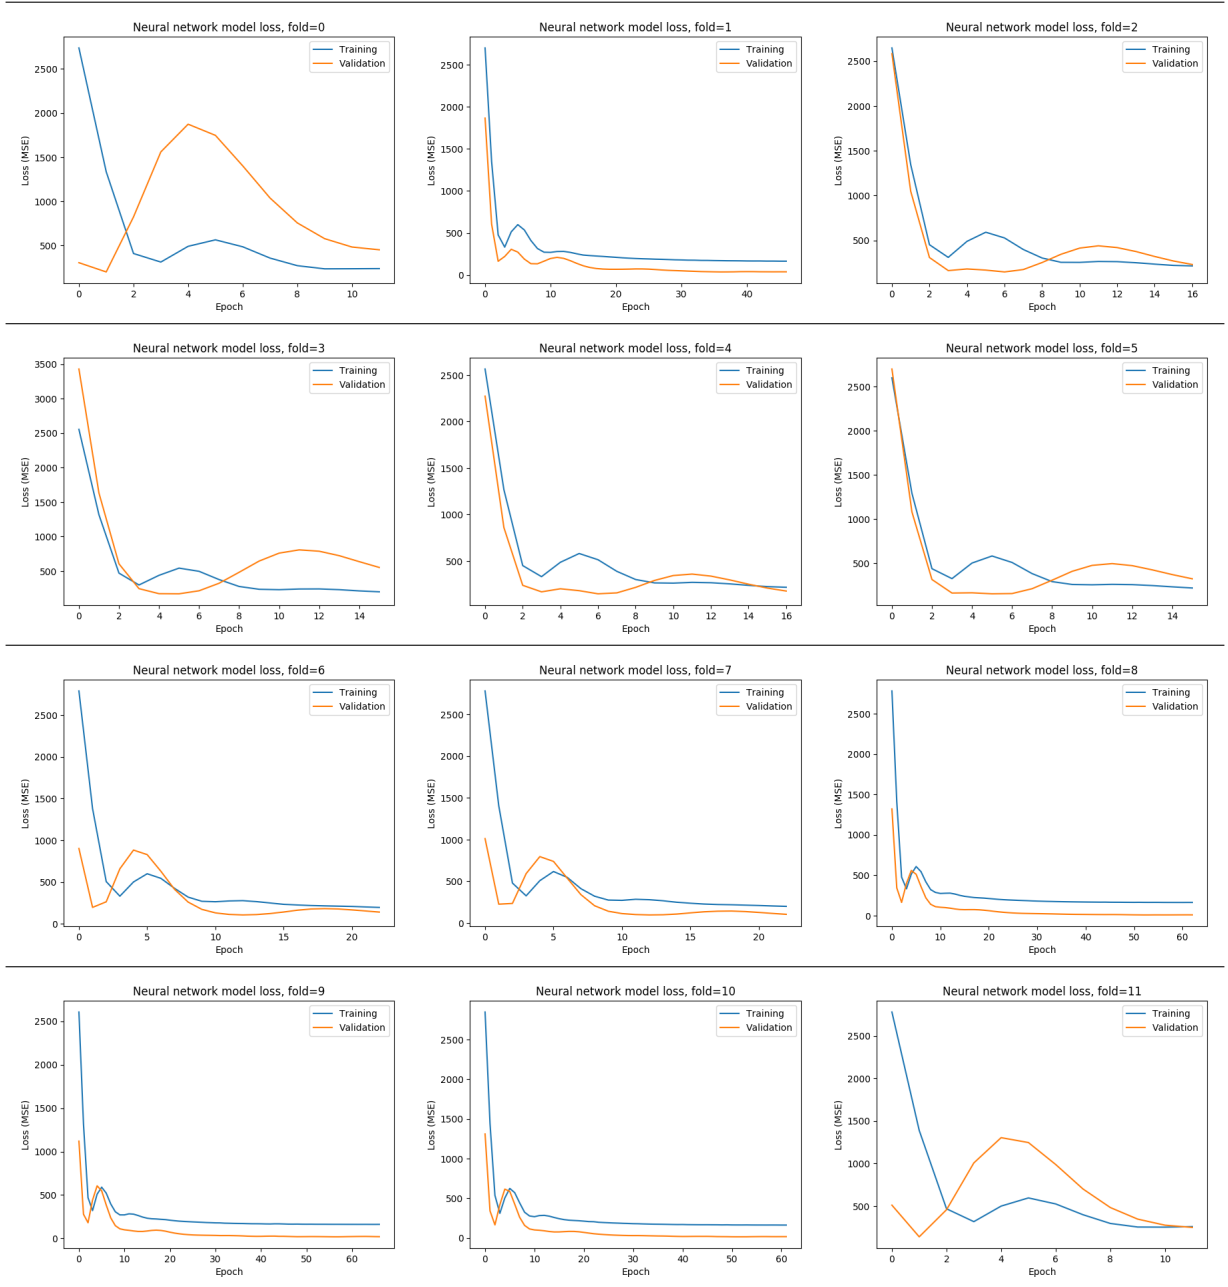 Neural network model loss, fold=0
Training
Validation
Loss (MSE)
2500
2000
1500
1000
500
0 2 4 6 8 10
Epoch
Neural network model loss, fold=1
Training
Validation
Loss (MSE)
2500
2000
1500
1000
500
0
0 10 20 30 40
Epoch
Neural network model loss, fold=2
Training
Validation
Loss (MSE)
2500
2000
1500
1000
500
0 2 4 6 8 10 12 14 16
Epoch
Neural network model loss, fold=3
Training
Validation
Loss (MSE)
3500
3000
2500
2000
1500
1000
500
0 2 4 6 8 10 12 14
Epoch
Neural network model loss, fold=4
Training
Validation
Loss (MSE)
2500
2000
1500
1000
500
0 2 4 6 8 10 12 14 16
Epoch
Neural network model loss, fold=5
Training
Validation
Loss (MSE)
2500
2000
1500
1000
500
0 2 4 6 8 10 12 14
Epoch
Neural network model loss, fold=6
Training
Validation
Loss (MSE)
2500
2000
1500
1000
500
0
0 5 10 15 20
Epoch
Neural network model loss, fold=7
Training
Validation
Loss (MSE)
2500
2000
1500
1000
500
0
0 5 10 15 20
Epoch
Neural network model loss, fold=8
Training
Validation
Loss (MSE)
2500
2000
1500
1000
500
0
0 10 20 30 40 50 60
Epoch
Neural network model loss, fold=9
Training
Validation
Loss (MSE)
2500
2000
1500
1000
500
0
0 10 20 30 40 50 60
Epoch
Neural network model loss, fold=10
Training
Validation
Loss (MSE)
2500
2000
1500
1000
500
0
0 10 20 30 40 50 60
Epoch
Neural network model loss, fold=11
Training
Validation
Loss (MSE)
2500
2000
1500
1000
500
0 2 4 6 8 10
Epoch